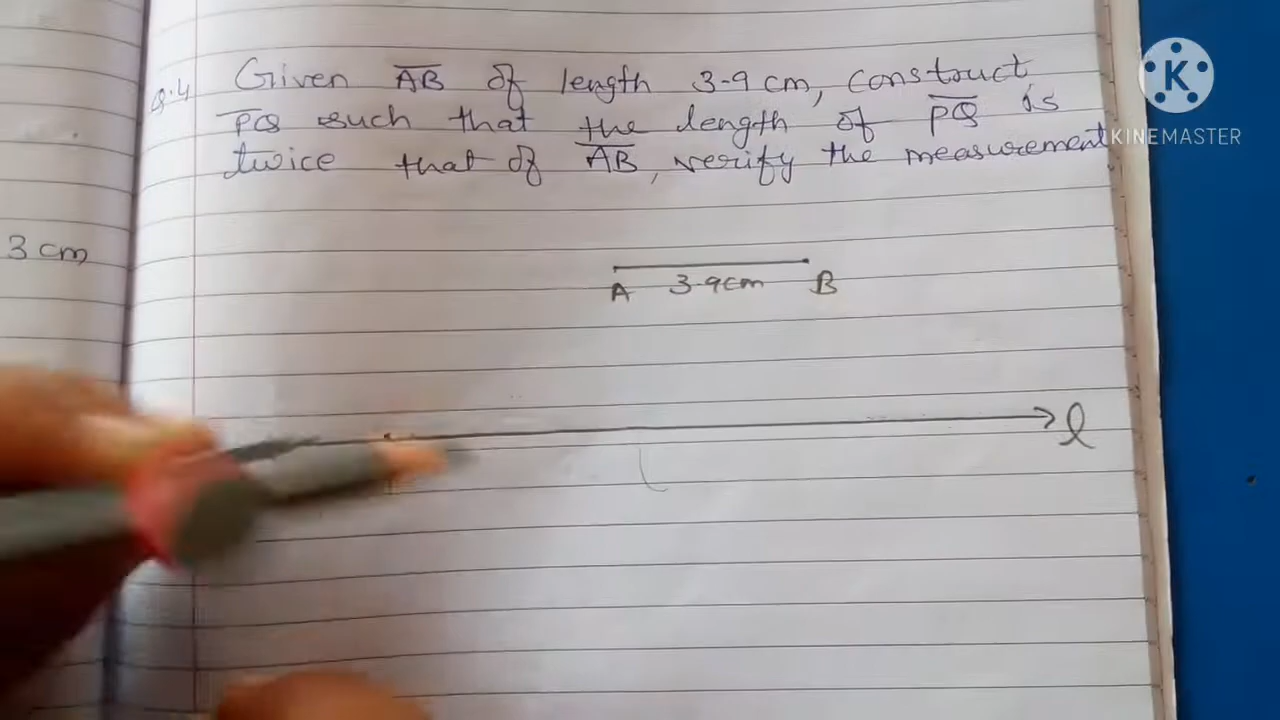 Q.4 Given AB of length 3.9 cm, construct
PQ such that the length of PQ is
twice that of AB, verify the measurement
K
KINEMASTER
3 cm
A 3.9cm B
l